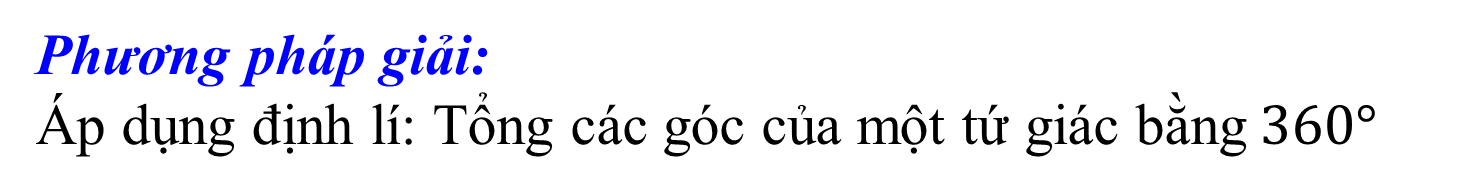 Phương pháp giải:
Áp dụng định lí: Tổng các góc của một tứ giác bằng 360°